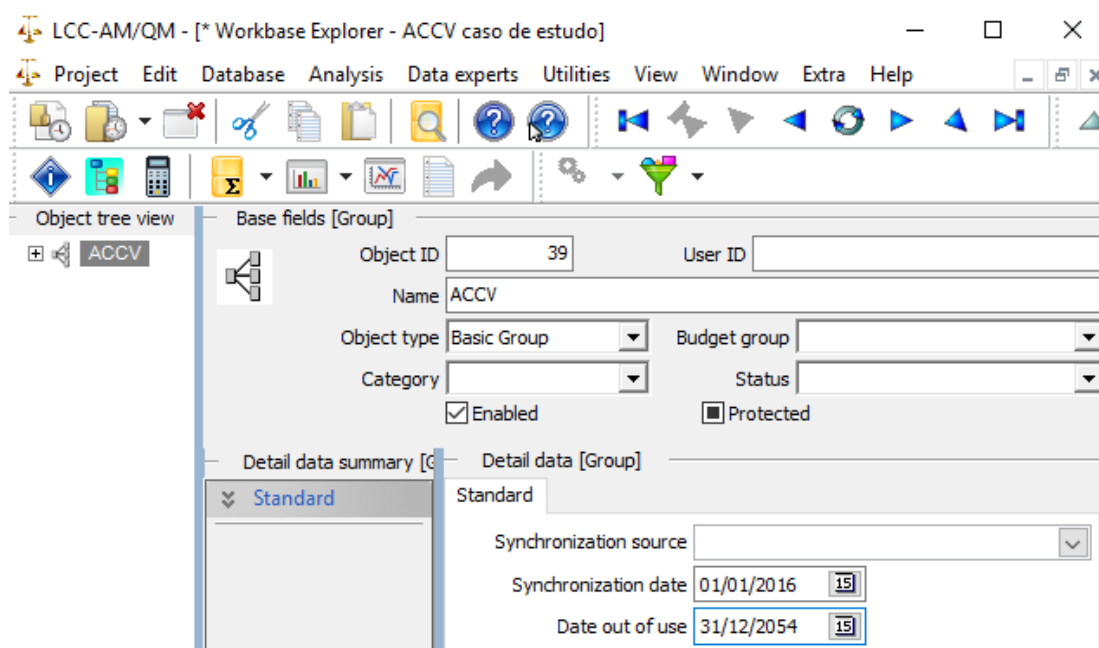 LCC-AM/QM - [* Workbase Explorer - ACCV caso de estudo]
Project Edit Database Analysis Data experts Utilities View Window Extra Help
Object tree view
ACCV
Base fields [Group]
Object ID 39 User ID
Name ACCV
Object type Basic Group Budget group
Category Status
Enabled Protected
Detail data summary [G
Standard
Detail data [Group]
Standard
Synchronization source
Synchronization date 01/01/2016 15
Date out of use 31/12/2054 15